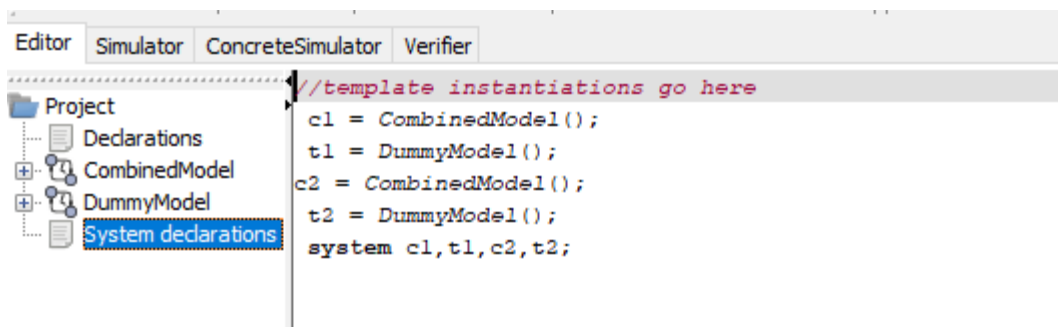 Editor Simulator ConcreteSimulator Verifier
Project
Declarations
CombinedModel
DummyModel
System declarations
//template instantiations go here
c1 = CombinedModel();
t1 = DummyModel();
c2 = CombinedModel();
t2 = DummyModel();
system c1,t1,c2,t2;